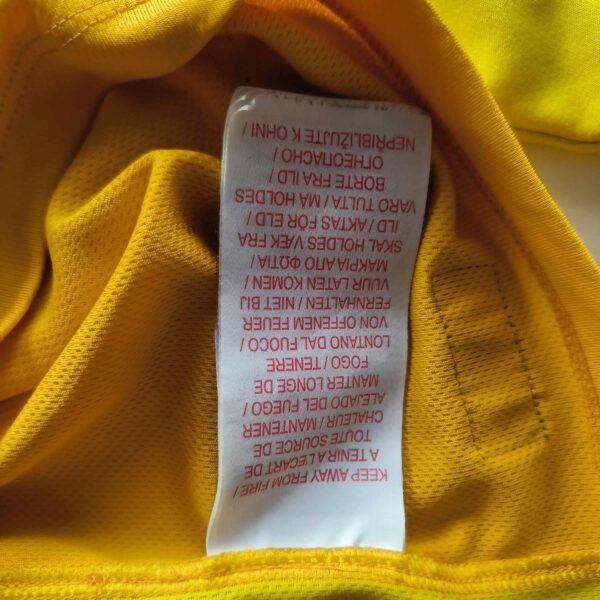 KEEP AWAY FROM FIRE /
A TENIR A L'ECART DE
TOUTE SOURCE DE
CHALEUR / MANTENER
ALEJADO DEL FUEGO /
MANTER LONGE DE
FOGO / TENERE
LONTANO DAL FUOCO /
VON OFFENEM FEUER
FERNHALTEN / NIET BIJ
VUUR LATEN KOMEN /
ΜΑΚΡΙΑ ΑΠΟ ΦΩΤΙΑ /
SKAL HOLDES VÆK FRA
ILD / AKTAS FÖR ELD /
VARO TULTA / MÅ HOLDES
BORTE FRA ILD /
ОГНЕОПАСНО /
NEPŘIBLIŽUJTE K OHNI /